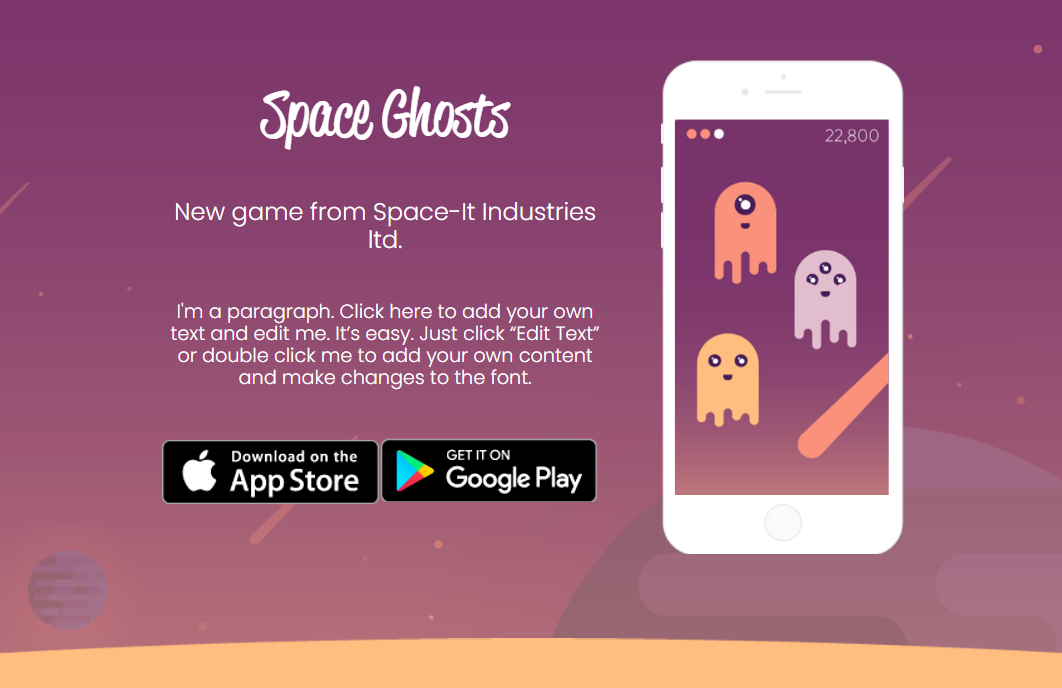 Space Ghosts
New game from Space-It Industries
ltd.
I'm a paragraph. Click here to add your own
text and edit me. It’s easy. Just click “Edit Text”
or double click me to add your own content
and make changes to the font.
Download on the
App Store
GET IT ON
Google Play
22,800